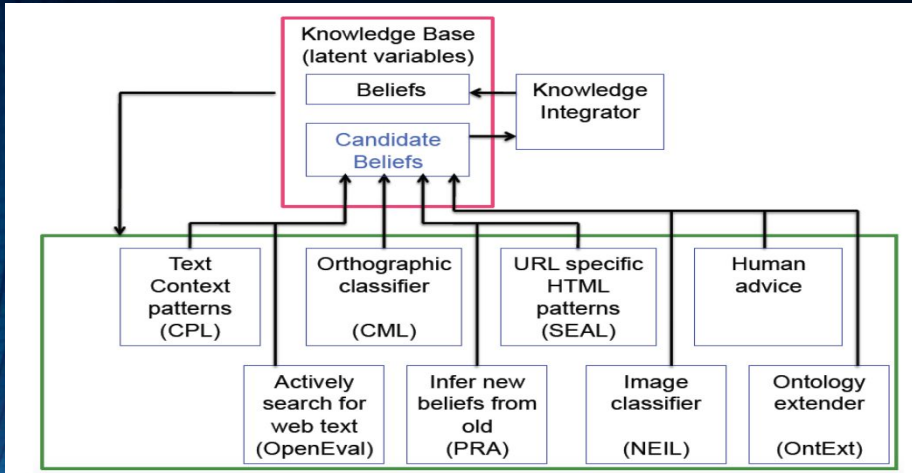 Knowledge Base
(latent variables)
Beliefs
Candidate
Beliefs
Knowledge
Integrator
Text
Context
patterns
(CPL)
Orthographic
classifier
(CML)
URL specific
HTML
patterns
(SEAL)
Human
advice
Actively
search for
web text
(OpenEval)
Infer new
beliefs from
old
(PRA)
Image
classifier
(NEIL)
Ontology
extender
(OntExt)